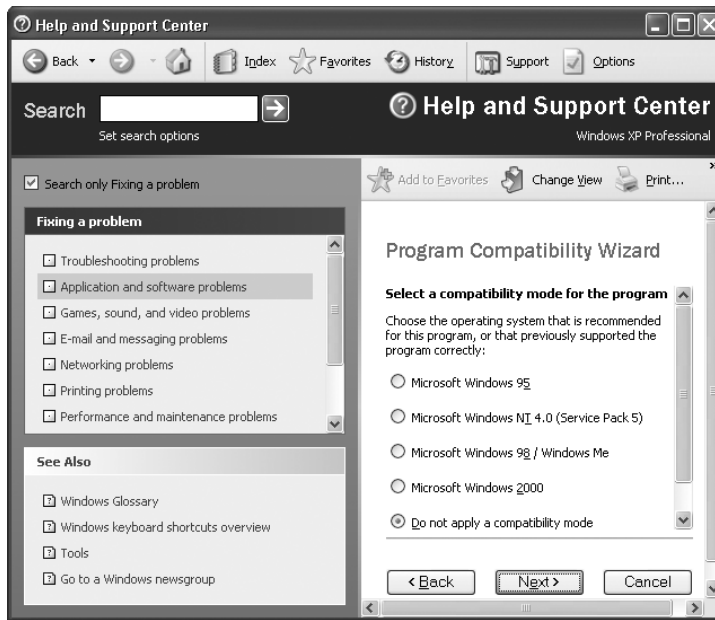 Help and Support Center
Back
Index
Favorites
History
Support
Options
Search
Set search options
Help and Support Center
Windows XP Professional
Search only Fixing a problem
Fixing a problem
Troubleshooting problems
Application and software problems
Games, sound, and video problems
E-mail and messaging problems
Networking problems
Printing problems
Performance and maintenance problems
See Also
Windows Glossary
Windows keyboard shortcuts overview
Tools
Go to a Windows newsgroup
Add to Favorites
Change View
Print...
Program Compatibility Wizard
Select a compatibility mode for the program
Choose the operating system that is recommended
for this program, or that previously supported the
program correctly:
Microsoft Windows 95
Microsoft Windows NT 4.0 (Service Pack 5)
Microsoft Windows 98 / Windows Me
Microsoft Windows 2000
Do not apply a compatibility mode
< Back
Next >
Cancel